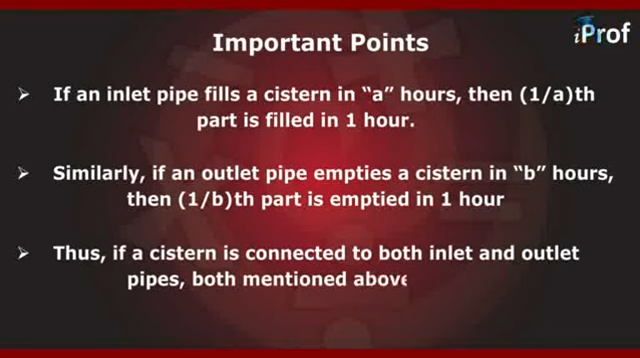 iProf
Important Points
➤ If an inlet pipe fills a cistern in “a” hours, then (1/a)th
part is filled in 1 hour.
➤ Similarly, if an outlet pipe empties a cistern in “b” hours,
then (1/b)th part is emptied in 1 hour
➤ Thus, if a cistern is connected to both inlet and outlet
pipes, both mentioned above